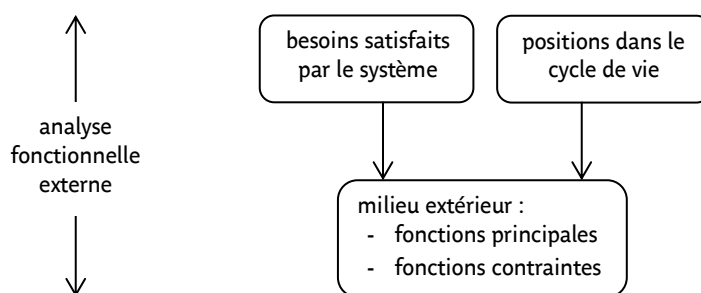 besoins satisfaits
par le système
positions dans le
cycle de vie
analyse
fonctionnelle
externe
milieu extérieur :
- fonctions principales
- fonctions contraintes